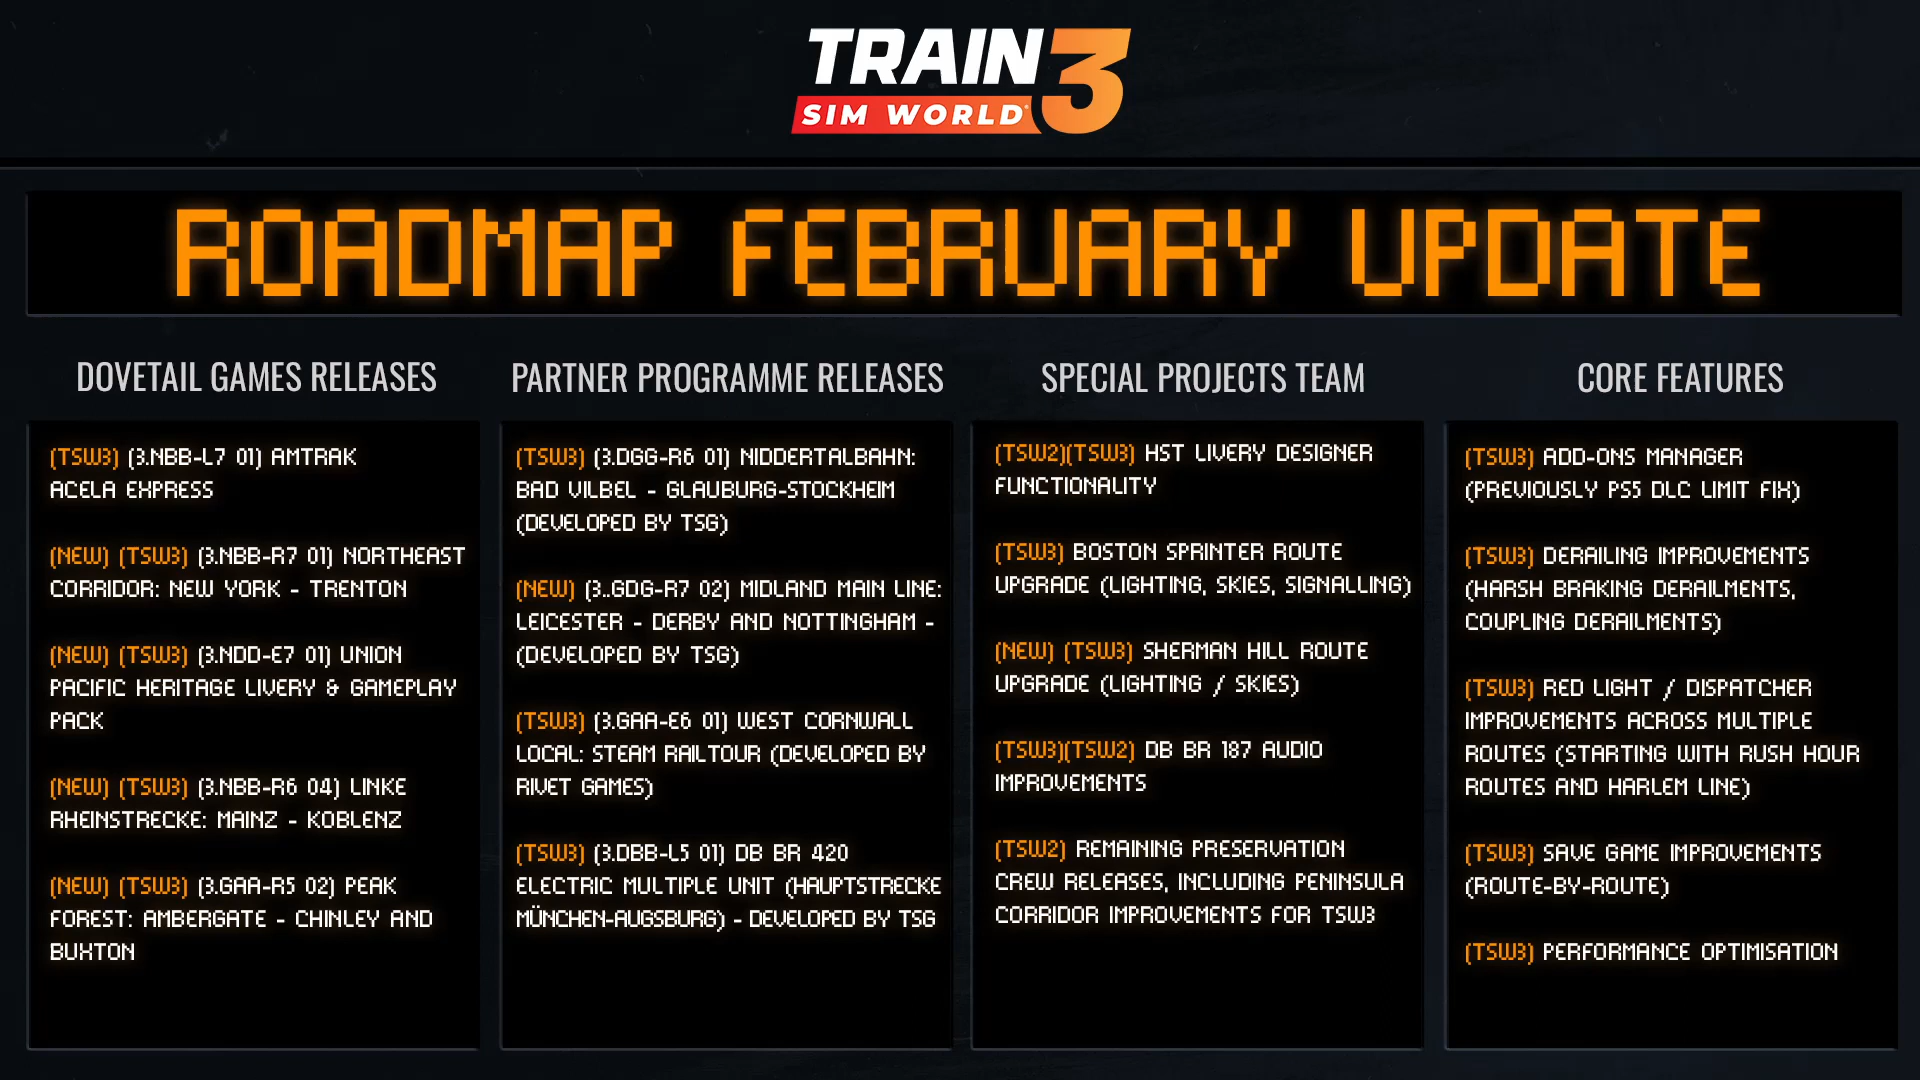 TRAIN 3
SIM WORLD
ROADMAP FEBRUARY UPDATE
DOVETAIL GAMES RELEASES
(TSW3) (3.NBB-L7 01) AMTRAK
ACELA EXPRESS
(NEW) (TSW3) (3.NBB-R7 01) NORTHEAST
CORRIDOR: NEW YORK - TRENTON
(NEW) (TSW3) (3.NDD-E7 01) UNION
PACIFIC HERITAGE LIVERY & GAMEPLAY
PACK
(NEW) (TSW3) (3.NBB-R6 04) LINKE
RHEINSTRECKE: MAINZ - KOBLENZ
(NEW) (TSW3) (3.GAA-R5 02) PEAK
FOREST: AMBERGATE - CHINLEY AND
BUXTON
PARTNER PROGRAMME RELEASES
(TSW3) (3.DGG-R6 01) NIDDERTALBAHN:
BAD VILBEL - GLAUBURG-STOCKHEIM
(DEVELOPED BY TSG)
(NEW) (3..GDG-R7 02) MIDLAND MAIN LINE:
LEICESTER - DERBY AND NOTTINGHAM -
(DEVELOPED BY TSG)
(TSW3) (3.GAA-E6 01) WEST CORNWALL
LOCAL: STEAM RAILTOUR (DEVELOPED BY
RIVET GAMES)
(TSW3) (3.DBB-L5 01) DB BR 420
ELECTRIC MULTIPLE UNIT (HAUPTSTRECKE
MÜNCHEN-AUGSBURG) - DEVELOPED BY TSG
SPECIAL PROJECTS TEAM
(TSW2)(TSW3) HST LIVERY DESIGNER
FUNCTIONALITY
(TSW3) BOSTON SPRINTER ROUTE
UPGRADE (LIGHTING, SKIES, SIGNALLING)
(NEW) (TSW3) SHERMAN HILL ROUTE
UPGRADE (LIGHTING / SKIES)
(TSW3)(TSW2) DB BR 187 AUDIO
IMPROVEMENTS
(TSW2) REMAINING PRESERVATION
CREW RELEASES, INCLUDING PENINSULA
CORRIDOR IMPROVEMENTS FOR TSW3
CORE FEATURES
(TSW3) ADD-ONS MANAGER
(PREVIOUSLY PS5 DLC LIMIT FIX)
(TSW3) DERAILING IMPROVEMENTS
(HARSH BRAKING DERAILMENTS,
COUPLING DERAILMENTS)
(TSW3) RED LIGHT / DISPATCHER
IMPROVEMENTS ACROSS MULTIPLE
ROUTES (STARTING WITH RUSH HOUR
ROUTES AND HARLEM LINE)
(TSW3) SAVE GAME IMPROVEMENTS
(ROUTE-BY-ROUTE)
(TSW3) PERFORMANCE OPTIMISATION